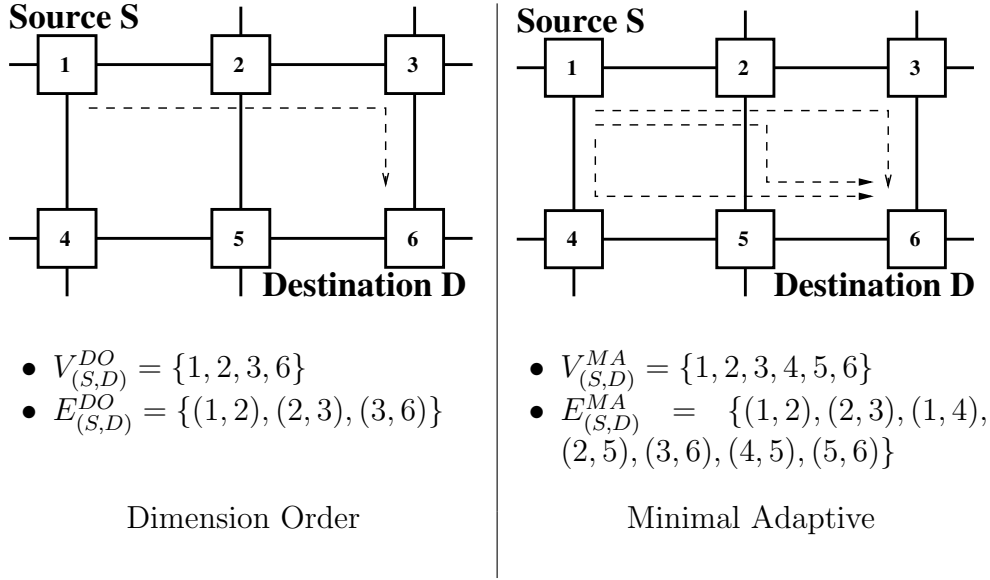 Source S
1
2
3
4
5
6
Destination D
• V^{DO}_{(S,D)} = {1, 2, 3, 6}
• E^{DO}_{(S,D)} = {(1, 2), (2, 3), (3, 6)}
Dimension Order
Source S
1
2
3
4
5
6
Destination D
• V^{MA}_{(S,D)} = {1, 2, 3, 4, 5, 6}
• E^{MA}_{(S,D)} = {(1, 2), (2, 3), (1, 4),
(2, 5), (3, 6), (4, 5), (5, 6)}
Minimal Adaptive